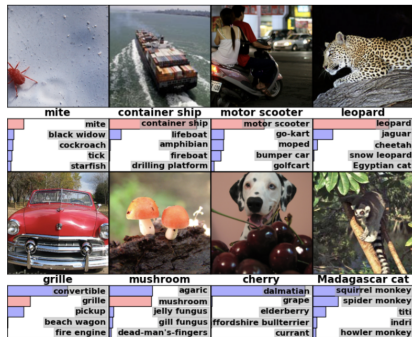 mite
container ship
motor scooter
leopard
mite
black widow
cockroach
tick
starfish
container ship
lifeboat
amphibian
fireboat
drilling platform
motor scooter
go-kart
moped
bumper car
golfcart
leopard
jaguar
cheetah
snow leopard
Egyptian cat
grille
mushroom
cherry
Madagascar cat
convertible
grille
pickup
beach wagon
fire engine
agaric
mushroom
jelly fungus
gill fungus
dead-man's-fingers
dalmatian
grape
elderberry
ffordshire bullterrier
currant
squirrel monkey
spider monkey
titi
indri
howler monkey